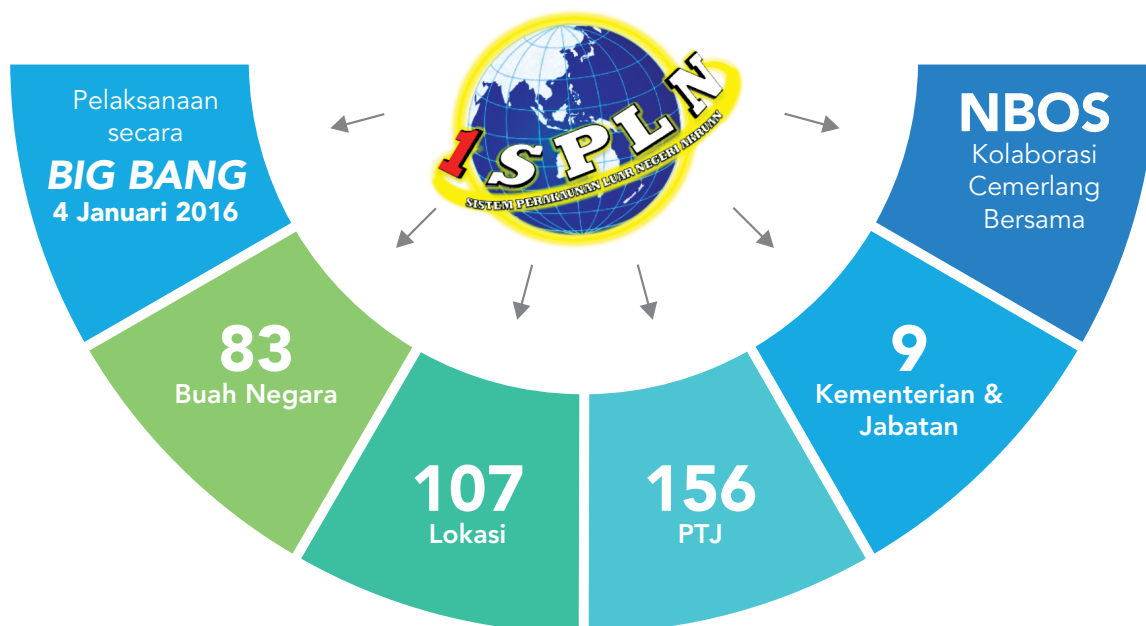 Pelaksanaan
secara
BIG BANG
4 Januari 2016
83
Buah Negara
107
Lokasi
156
PTJ
9
Kementerian &
Jabatan
NBOS
Kolaborasi
Cemerlang
Bersama
1SPLN
SISTEM PERAKAUNAN LUAR NEGERI AKRUAN